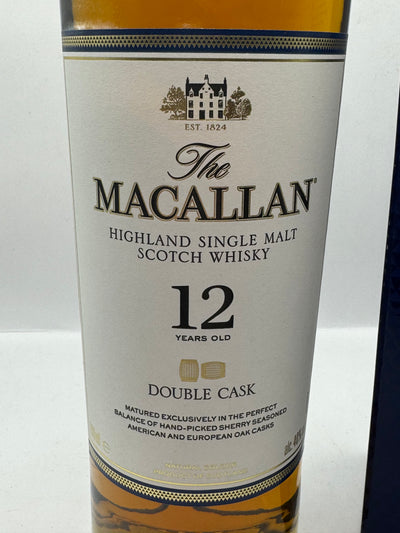 EST. 1824
The
MACALLAN®
HIGHLAND SINGLE MALT
SCOTCH WHISKY
12
YEARS OLD
DOUBLE CASK
MATURED EXCLUSIVELY IN THE PERFECT
BALANCE OF HAND-PICKED SHERRY SEASONED
AMERICAN AND EUROPEAN OAK CASKS